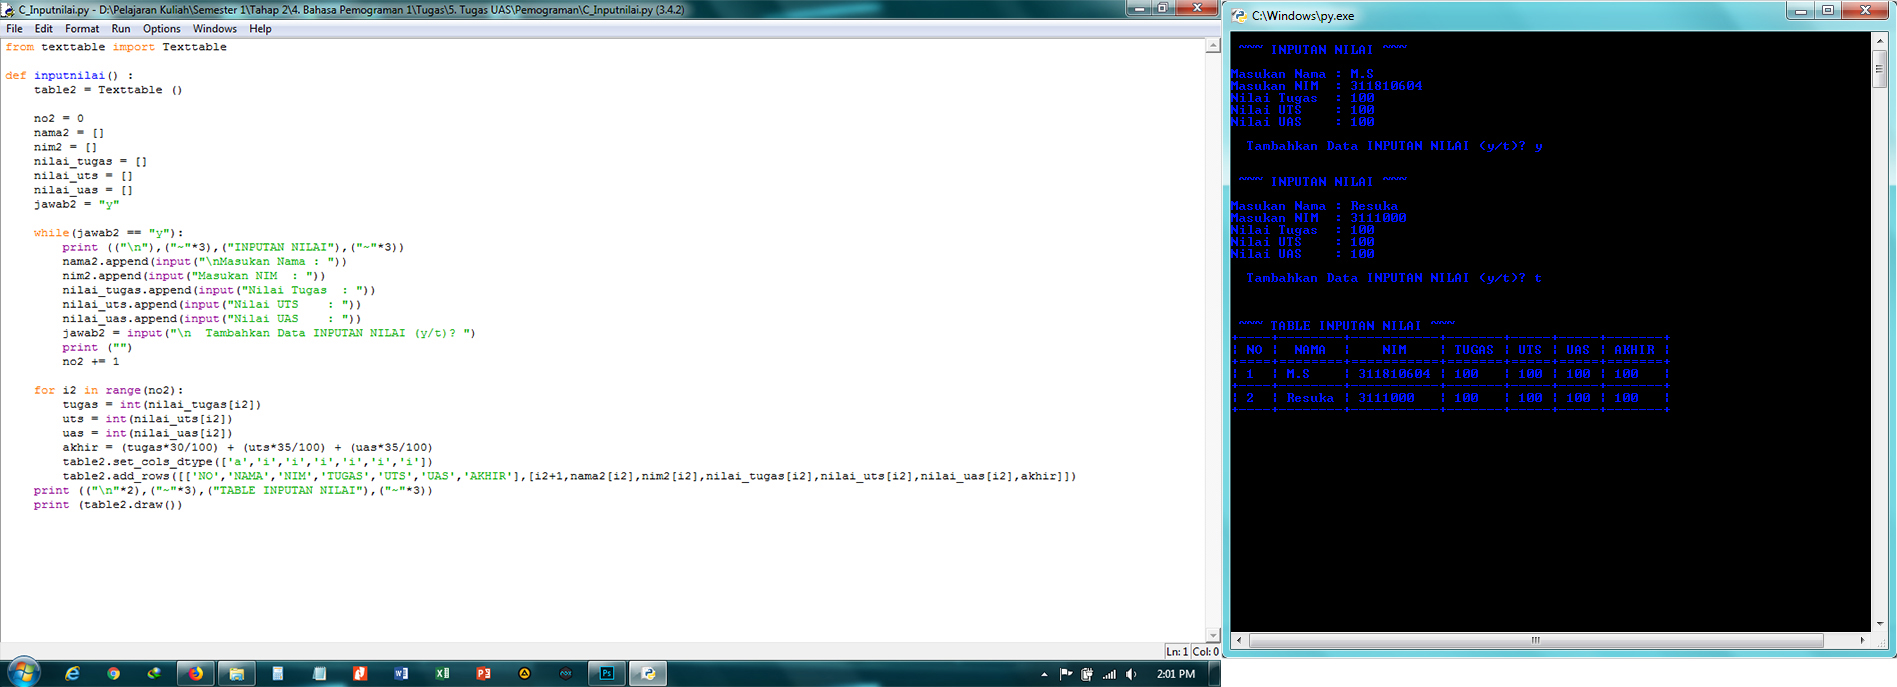 C_Inputnilai.py - D:\Pelajaran Kuliah\Semester 1\Tahap 2\4. Bahasa Pemograman 1\Tugas\5. Tugas UAS\Pemograman\C_Inputnilai.py (3.4.2)
File Edit Format Run Options Windows Help
from texttable import Texttable
def inputnilai() :
    table2 = Texttable ()
    no2 = 0
    nama2 = []
    nim2 = []
    nilai_tugas = []
    nilai_uts = []
    nilai_uas = []
    jawab2 = "y"
    while(jawab2 == "y"):
        print (("\n"),("~"*3),("INPUTAN NILAI"),("~"*3))
        nama2.append(input("\nMasukan Nama : "))
        nim2.append(input("Masukan NIM  : "))
        nilai_tugas.append(input("Nilai Tugas  : "))
        nilai_uts.append(input("Nilai UTS    : "))
        nilai_uas.append(input("Nilai UAS    : "))
        jawab2 = input("\n  Tambahkan Data INPUTAN NILAI (y/t)? ")
        print ("")
        no2 += 1
    for i2 in range(no2):
        tugas = int(nilai_tugas[i2])
        uts = int(nilai_uts[i2])
        uas = int(nilai_uas[i2])
        akhir = (tugas*30/100) + (uts*35/100) + (uas*35/100)
        table2.set_cols_dtype(['a','i','i','i','i','i','i'])
        table2.add_rows([['NO','NAMA','NIM','TUGAS','UTS','UAS','AKHIR'],[i2+1,nama2[i2],nim2[i2],nilai_tugas[i2],nilai_uts[i2],nilai_uas[i2],akhir]])
    print (("\n"*2),("~"*3),("TABLE INPUTAN NILAI"),("~"*3))
    print (table2.draw())
Ln: 1 Col: 0
2:01 PM
C:\Windows\py.exe
~~~ INPUTAN NILAI ~~~
Masukan Nama : M.S
Masukan NIM  : 311810604
Nilai Tugas  : 100
Nilai UTS    : 100
Nilai UAS    : 100
Tambahkan Data INPUTAN NILAI (y/t)? y
~~~ INPUTAN NILAI ~~~
Masukan Nama : Resuka
Masukan NIM  : 3111000
Nilai Tugas  : 100
Nilai UTS    : 100
Nilai UAS    : 100
Tambahkan Data INPUTAN NILAI (y/t)? t
~~~ TABLE INPUTAN NILAI ~~~
+----+--------+-----------+-------+-----+-----+-------+
| NO |  NAMA  |    NIM    | TUGAS | UTS | UAS | AKHIR |
+====+========+===========+=======+=====+=====+=======+
| 1  | M.S    | 311810604 | 100   | 100 | 100 | 100   |
+----+--------+-----------+-------+-----+-----+-------+
| 2  | Resuka | 3111000   | 100   | 100 | 100 | 100   |
+----+--------+-----------+-------+-----+-----+-------+